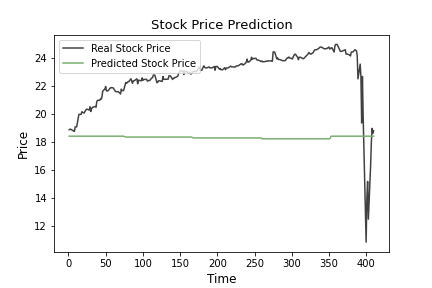 Stock Price Prediction
Real Stock Price
Predicted Stock Price
Price
24
22
20
18
16
14
12
0 50 100 150 200 250 300 350 400
Time